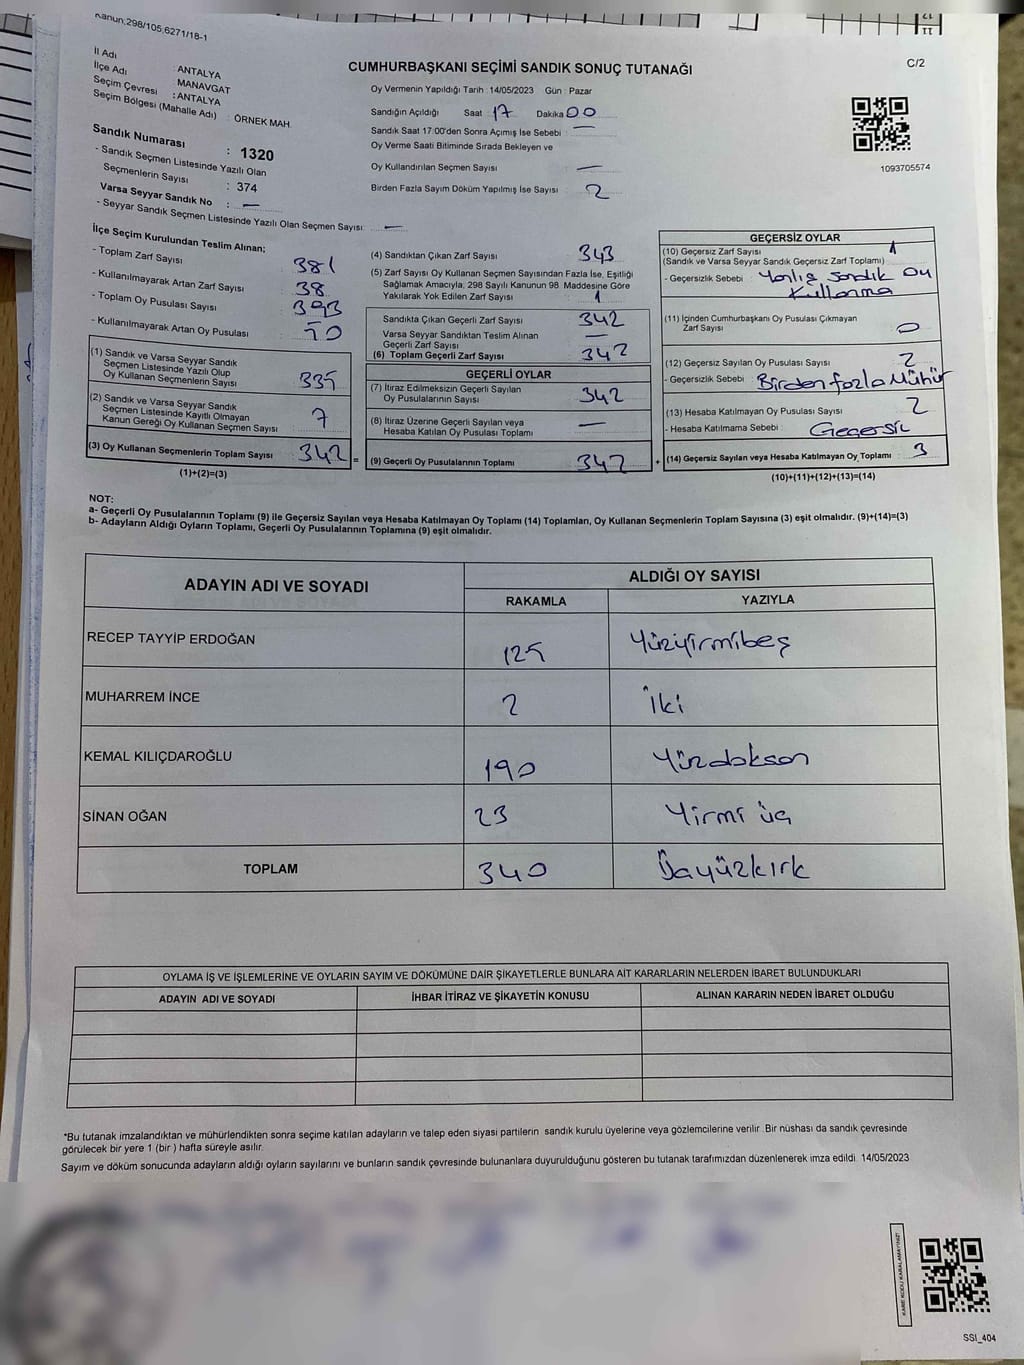 Kanun,298/105,6271/18-1
C/2
CUMHURBAŞKANI SEÇİMİ SANDIK SONUÇ TUTANAĞI
İl Adı : ANTALYA
İlçe Adı : MANAVGAT
Seçim Çevresi : ANTALYA
Seçim Bölgesi (Mahalle Adı) : ÖRNEK MAH.
Sandık Numarası : 1320
- Sandık Seçmen Listesinde Yazılı Olan
Seçmenlerin Sayısı : 374
Varsa Seyyar Sandık No : —
- Seyyar Sandık Seçmen Listesinde Yazılı Olan Seçmen Sayısı: —
Oy Vermenin Yapıldığı Tarih : 14/05/2023 Gün : Pazar
Sandığın Açıldığı Saat : 17 Dakika : 00
Sandık Saat 17:00'den Sonra Açımış İse Sebebi : —
Oy Verme Saati Bitiminde Sırada Bekleyen ve
Oy Kullandırılan Seçmen Sayısı : —
Birden Fazla Sayım Döküm Yapılmış İse Sayısı : 2
1093705574
İlçe Seçim Kurulundan Teslim Alınan;
- Toplam Zarf Sayısı : 381
- Kullanılmayarak Artan Zarf Sayısı : 38
- Toplam Oy Pusulası Sayısı : 393
- Kullanılmayarak Artan Oy Pusulası : 50
(1) Sandık ve Varsa Seyyar Sandık
Seçmen Listesinde Yazılı Olup
Oy Kullanan Seçmenlerin Sayısı : 335
(2) Sandık ve Varsa Seyyar Sandık
Seçmen Listesinde Kayıtlı Olmayan
Kanun Gereği Oy Kullanan Seçmen Sayısı : 7
(3) Oy Kullanan Seçmenlerin Toplam Sayısı : 342 =
(1)+(2)=(3)
(4) Sandıktan Çıkan Zarf Sayısı : 343
(5) Zarf Sayısı Oy Kullanan Seçmen Sayısından Fazla İse, Eşitliği
Sağlamak Amacıyla, 298 Sayılı Kanunun 98. Maddesine Göre
Yakılarak Yok Edilen Zarf Sayısı : 1
Sandıkta Çıkan Geçerli Zarf Sayısı : 342
Varsa Seyyar Sandıktan Teslim Alınan
Geçerli Zarf Sayısı : —
(6) Toplam Geçerli Zarf Sayısı : 342
GEÇERLİ OYLAR
(7) İtiraz Edilmeksizin Geçerli Sayılan
Oy Pusulalarının Sayısı : 342
(8) İtiraz Üzerine Geçerli Sayılan veya
Hesaba Katılan Oy Pusulası Toplamı : —
(9) Geçerli Oy Pusulalarının Toplamı : 342 +
GEÇERSİZ OYLAR
(10) Geçersiz Zarf Sayısı : 1
(Sandık ve Varsa Seyyar Sandık Geçersiz Zarf Toplamı)
- Geçersizlik Sebebi : Yanlış Sandık Oy
Kullanma
(11) İçinden Cumhurbaşkanı Oy Pusulası Çıkmayan
Zarf Sayısı : 0
(12) Geçersiz Sayılan Oy Pusulası Sayısı : 2
- Geçersizlik Sebebi : Birden fazla Mühür
(13) Hesaba Katılmayan Oy Pusulası Sayısı : 2
- Hesaba Katılmama Sebebi : Geçersiz
(14) Geçersiz Sayılan veya Hesaba Katılmayan Oy Toplamı : 3
(10)+(11)+(12)+(13)=(14)
NOT:
a- Geçerli Oy Pusulalarının Toplamı (9) ile Geçersiz Sayılan veya Hesaba Katılmayan Oy Toplamı (14) Toplamları, Oy Kullanan Seçmenlerin Toplam Sayısına (3) eşit olmalıdır. (9)+(14)=(3)
b- Adayların Aldığı Oyların Toplamı, Geçerli Oy Pusulalarının Toplamına (9) eşit olmalıdır.
ADAYIN ADI VE SOYADI ALDIĞI OY SAYISI
RAKAMLA YAZIYLA
RECEP TAYYİP ERDOĞAN 125 Yüzyirmibeş
MUHARREM İNCE 2 İki
KEMAL KILIÇDAROĞLU 190 Yüzdoksan
SİNAN OĞAN 23 Yirmi üç
TOPLAM 340 Üçyüzkırk
OYLAMA İŞ VE İŞLEMLERİNE VE OYLARIN SAYIM VE DÖKÜMÜNE DAİR ŞİKAYETLERLE BUNLARA AİT KARARLARIN NELERDEN İBARET BULUNDUKLARI
ADAYIN ADI VE SOYADI İHBAR İTİRAZ VE ŞİKAYETİN KONUSU ALINAN KARARIN NEDEN İBARET OLDUĞU
*Bu tutanak imzalandıktan ve mühürlendikten sonra seçime katılan adayların ve talep eden siyasi partilerin sandık kurulu üyelerine veya gözlemcilerine verilir. Bir nüshası da sandık çevresinde
görülecek bir yere 1 (bir) hafta süreyle asılır.
Sayım ve döküm sonucunda adayların aldığı oyların sayılarını ve bunların sandık çevresinde bulunanlara duyurulduğunu gösteren bu tutanak tarafımızdan düzenlenerek imza edildi. 14/05/2023
KARE KODU KARALAMAYINIZ!
SSI_404